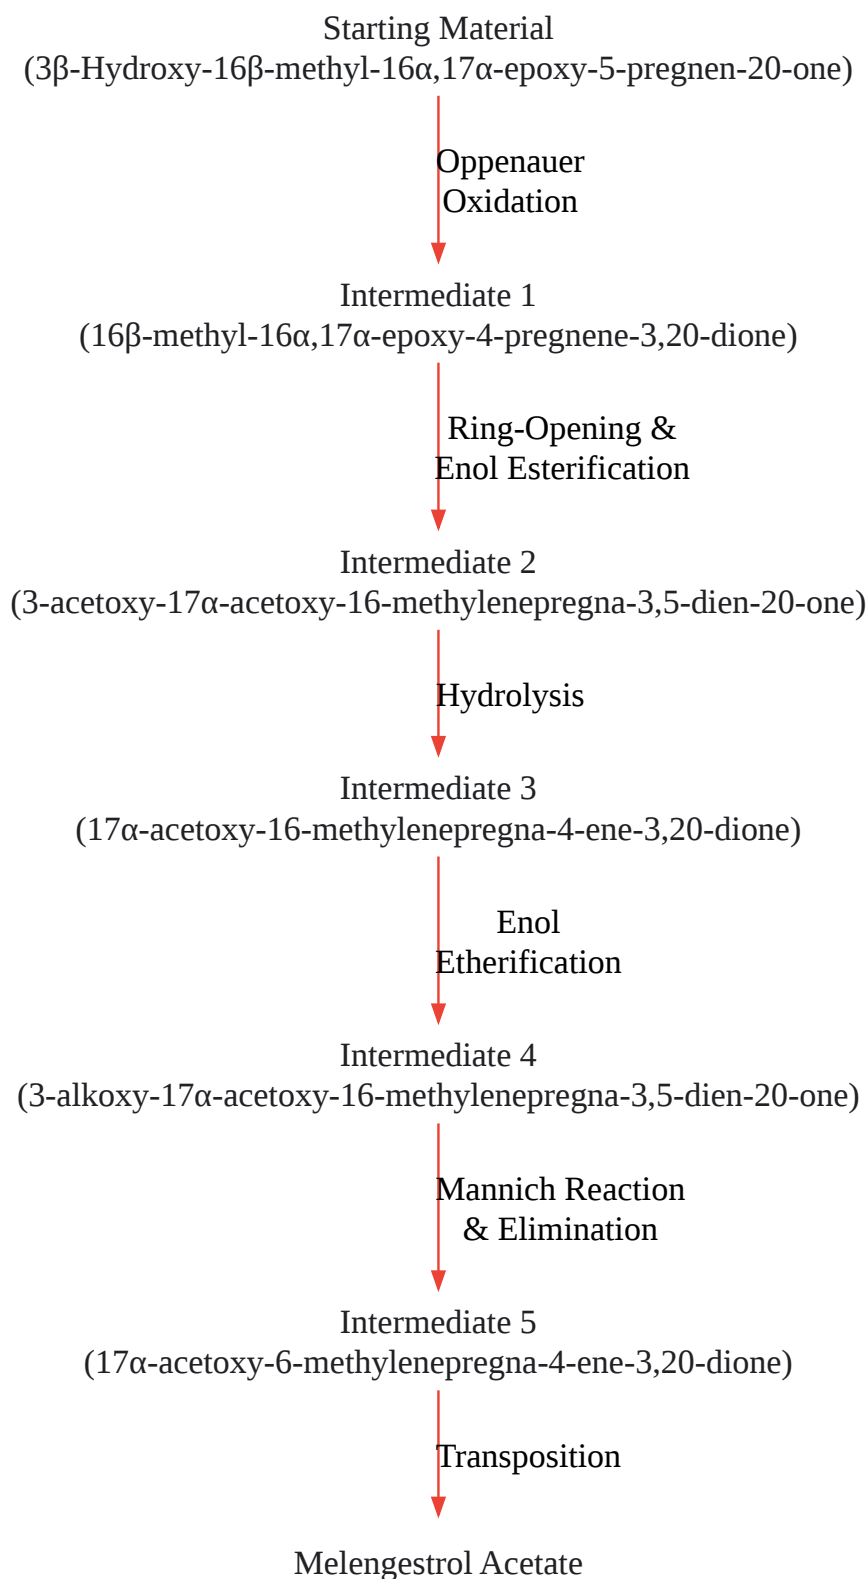 Starting Material
(3β-Hydroxy-16β-methyl-16α,17α-epoxy-5-pregnen-20-one)
Oppenauer
Oxidation
Intermediate 1
(16β-methyl-16α,17α-epoxy-4-pregnene-3,20-dione)
Ring-Opening &
Enol Esterification
Intermediate 2
(3-acetoxy-17α-acetoxy-16-methylenepregna-3,5-dien-20-one)
Hydrolysis
Intermediate 3
(17α-acetoxy-16-methylenepregna-4-ene-3,20-dione)
Enol
Etherification
Intermediate 4
(3-alkoxy-17α-acetoxy-16-methylenepregna-3,5-dien-20-one)
Mannich Reaction
& Elimination
Intermediate 5
(17α-acetoxy-6-methylenepregna-4-ene-3,20-dione)
Transposition
Melengestrol Acetate